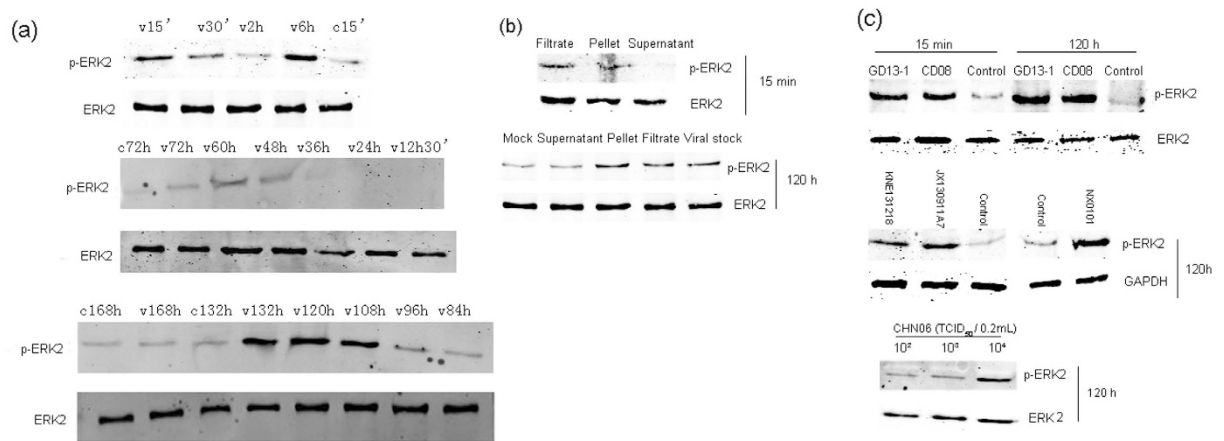 (a)
v15' v30' v2h v6h c15'
p-ERK2
ERK2
c72h v72h v60h v48h v36h v24h v12h30'
p-ERK2
ERK2
c168h v168h c132h v132h v120h v108h v96h v84h
p-ERK2
ERK2
(b)
Filtrate Pellet Supernatant
p-ERK2
15 min
ERK2
Mock Supernatant Pellet Filtrate Viral stock
p-ERK2
120 h
ERK2
(c)
15 min 120 h
GD13-1 CD08 Control GD13-1 CD08 Control
p-ERK2
ERK2
KNE131218 JX130911A7 Control Control NX0101
p-ERK2
120h
GAPDH
CHN06 (TCID50/ 0.2mL)
10² 10³ 10⁴
p-ERK2
120 h
ERK2